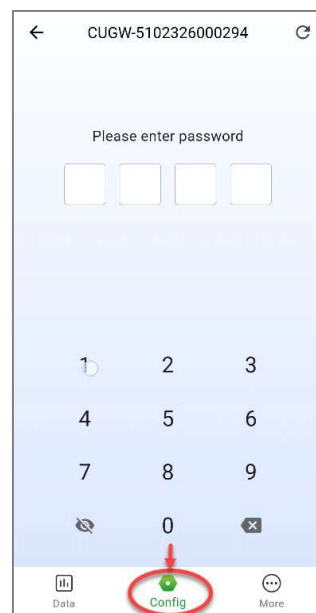 CUGW-5102326000294
Please enter password
1 2 3
4 5 6
7 8 9
0
Data Config More